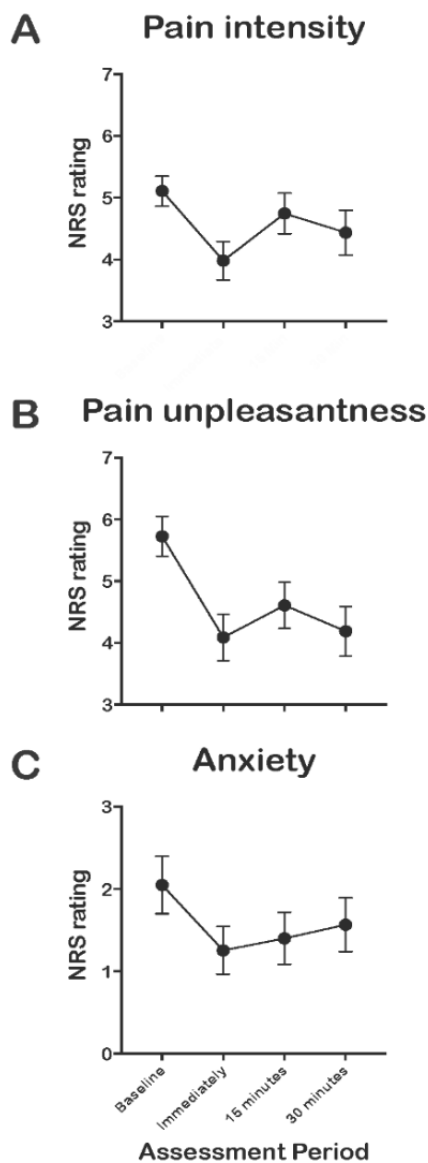 A Pain intensity
7
6
5
4
3
NRS rating
B Pain unpleasantness
7
6
5
4
3
NRS rating
C Anxiety
3
2
1
0
NRS rating
Baseline
Immediately
15 minutes
30 minutes
Assessment Period